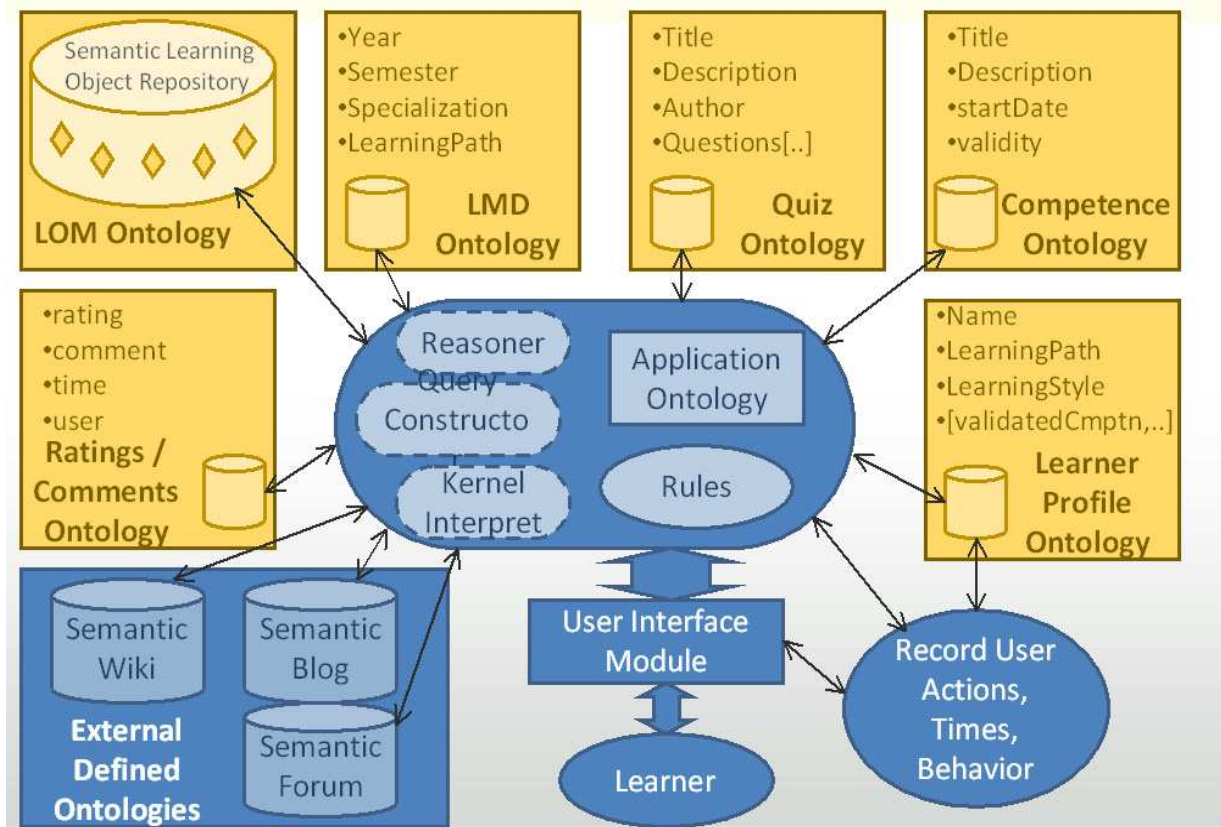 Semantic Learning
Object Repository
LOM Ontology
•Year
•Semester
•Specialization
•LearningPath
LMD
Ontology
•Title
•Description
•Author
•Questions[..]
Quiz
Ontology
•Title
•Description
•startDate
•validity
Competence
Ontology
•rating
•comment
•time
•user
Ratings /
Comments
Ontology
Reasoner
Query
Constructo
Kernel
Interpret
Application
Ontology
Rules
•Name
•LearningPath
•LearningStyle
•[validatedCmptn,..]
Learner
Profile
Ontology
Semantic
Wiki
Semantic
Blog
Semantic
Forum
External
Defined
Ontologies
User Interface
Module
Learner
Record User
Actions,
Times,
Behavior